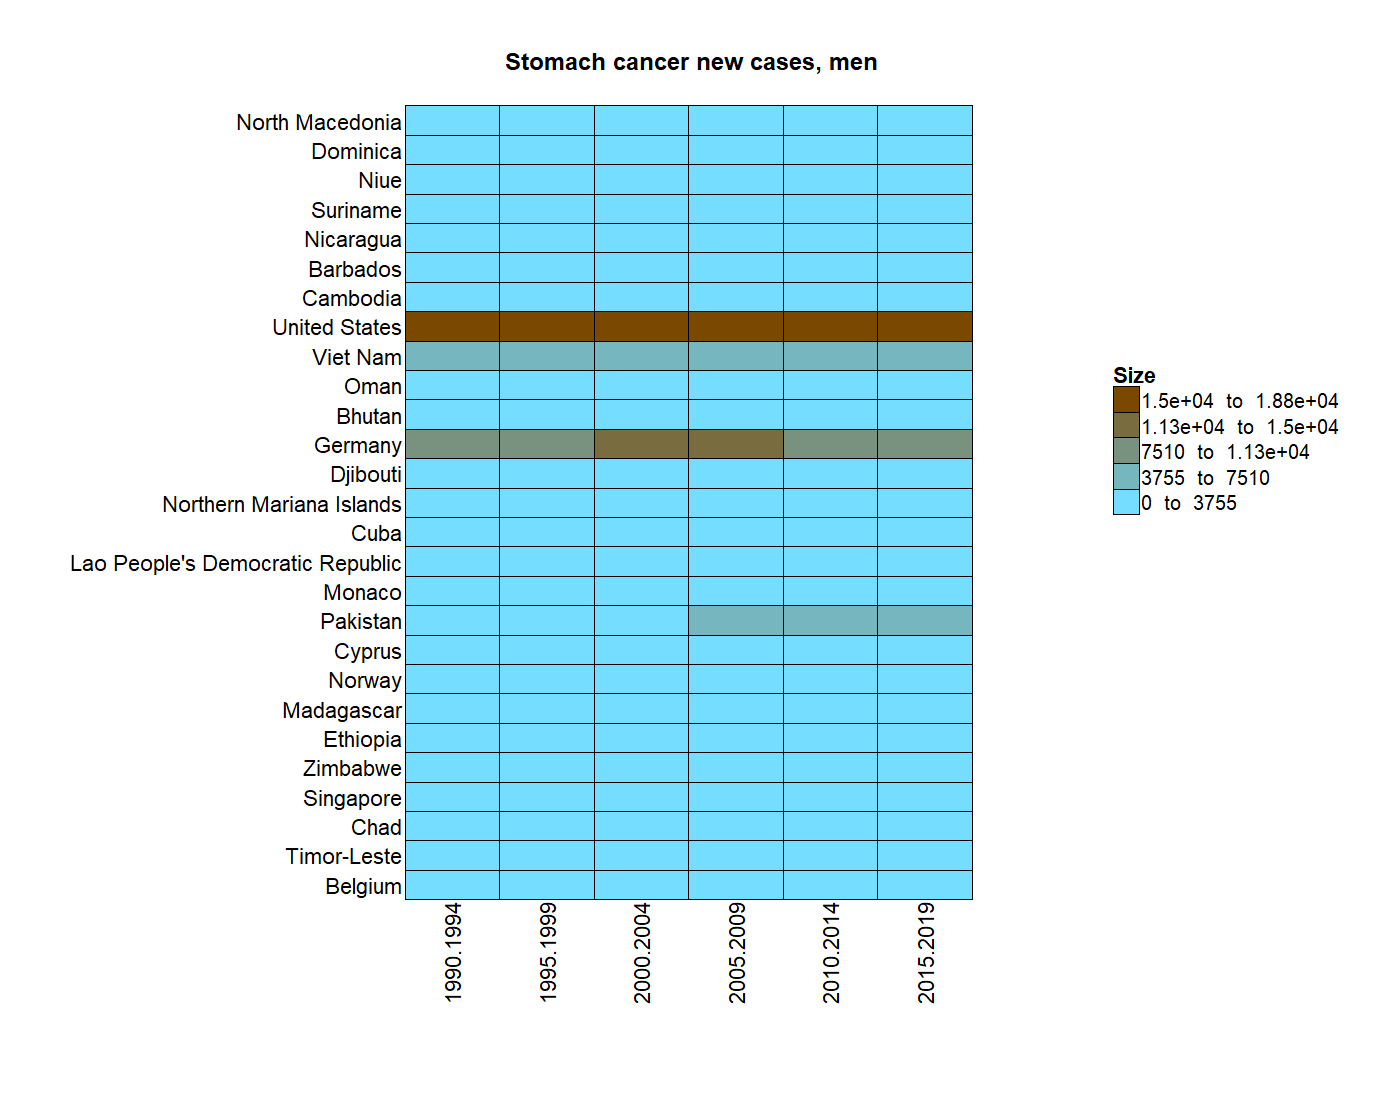 Stomach cancer new cases, men
North Macedonia
Dominica
Niue
Suriname
Nicaragua
Barbados
Cambodia
United States
Viet Nam
Oman
Bhutan
Germany
Djibouti
Northern Mariana Islands
Cuba
Lao People's Democratic Republic
Monaco
Pakistan
Cyprus
Norway
Madagascar
Ethiopia
Zimbabwe
Singapore
Chad
Timor-Leste
Belgium
1990.1994
1995.1999
2000.2004
2005.2009
2010.2014
2015.2019
Size
1.5e+04 to 1.88e+04
1.13e+04 to 1.5e+04
7510 to 1.13e+04
3755 to 7510
0 to 3755